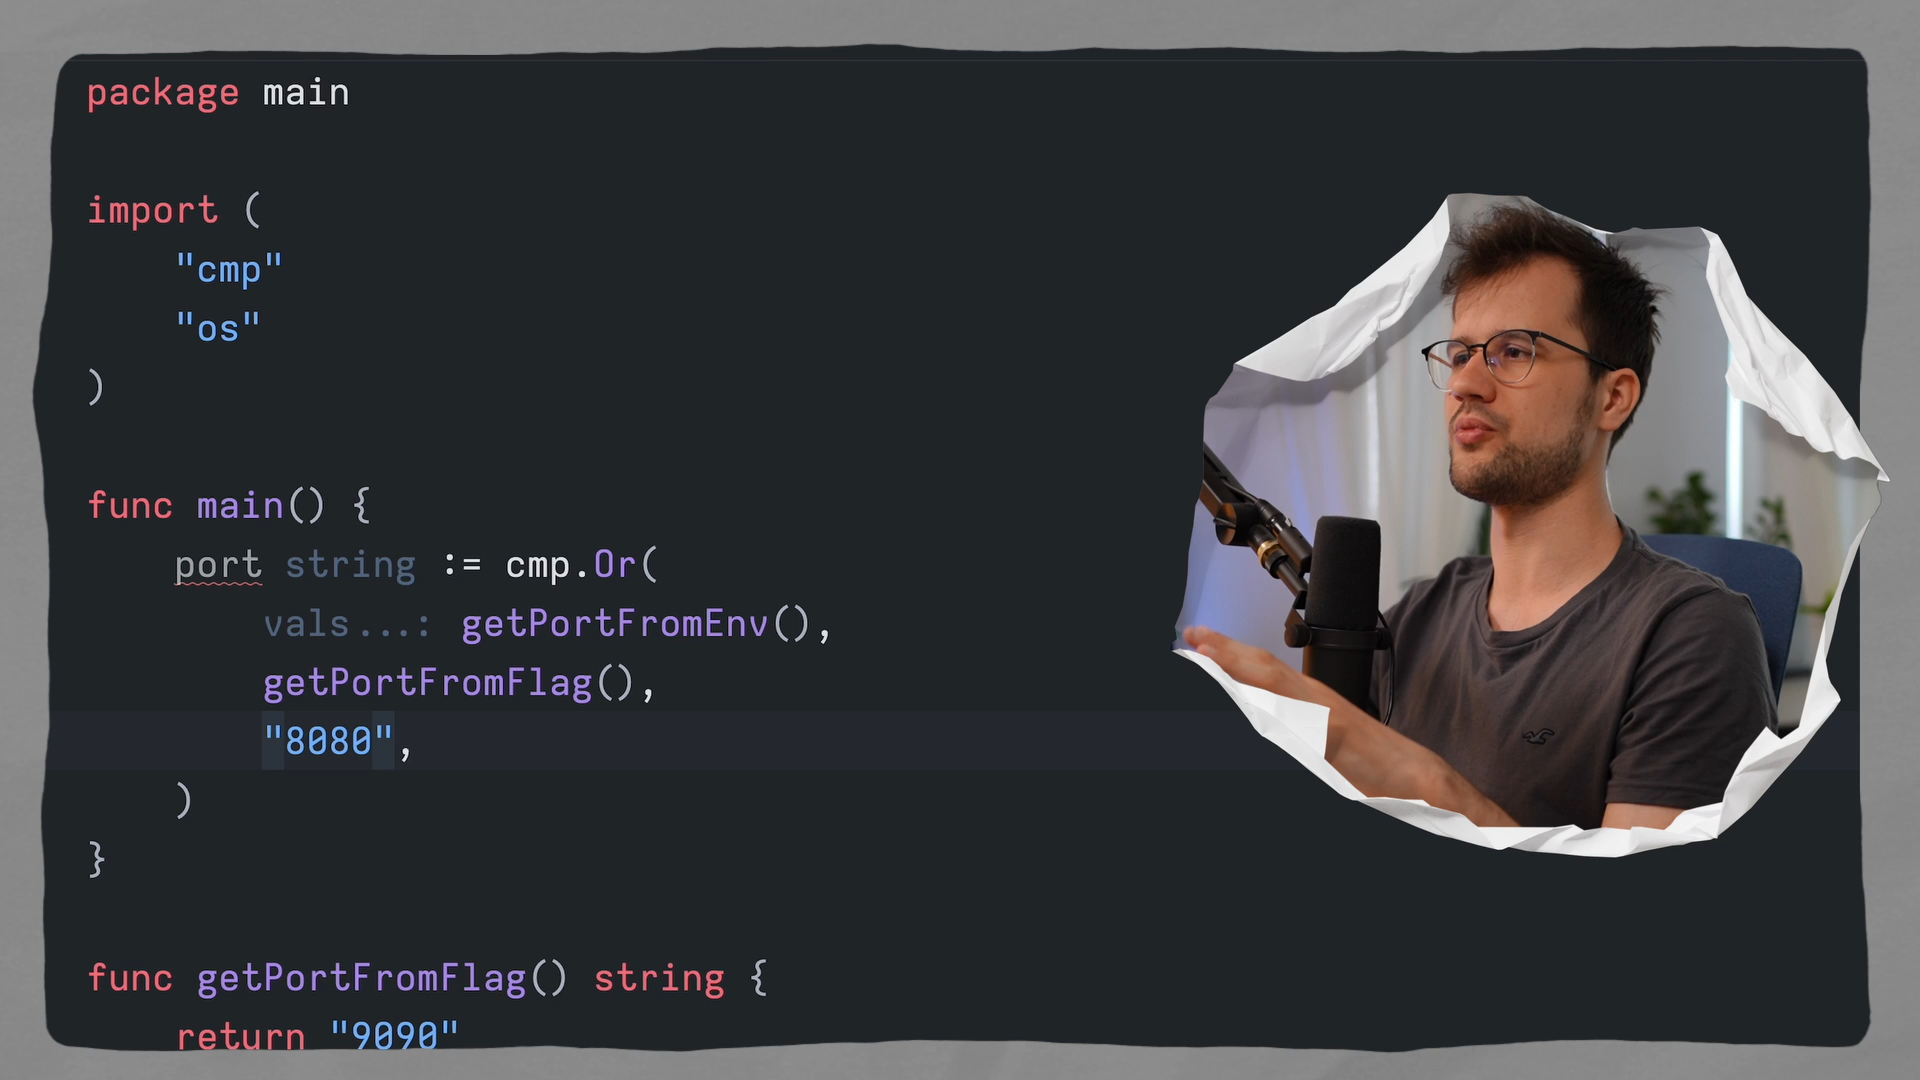 package main
import (
"cmp"
"os"
)
func main() {
port string := cmp.Or(
vals...: getPortFromEnv(),
getPortFromFlag(),
"8080",
)
}
func getPortFromFlag() string {
return "9090"